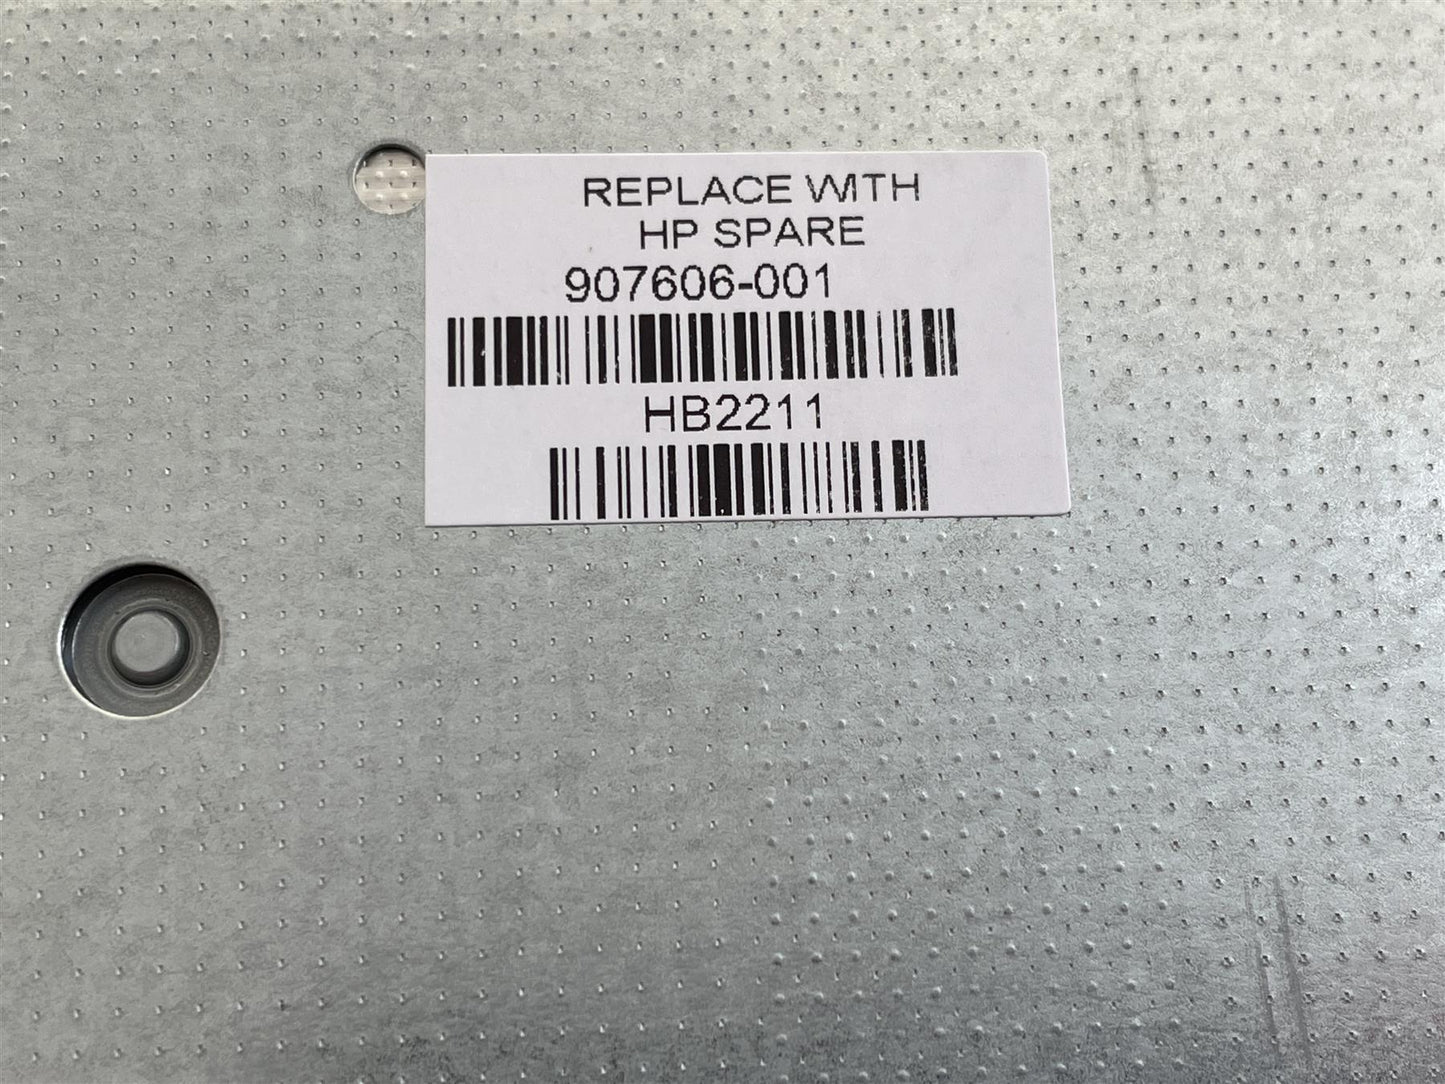 REPLACE WITH
HP SPARE
907606-001
HB2211